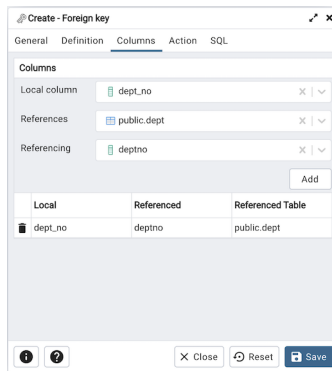 Create - Foreign key
General Definition Columns Action SQL
Columns
Local column dept_no
References public.dept
Referencing deptno
Add
Local Referenced Referenced Table
dept_no deptno public.dept
Close Reset Save